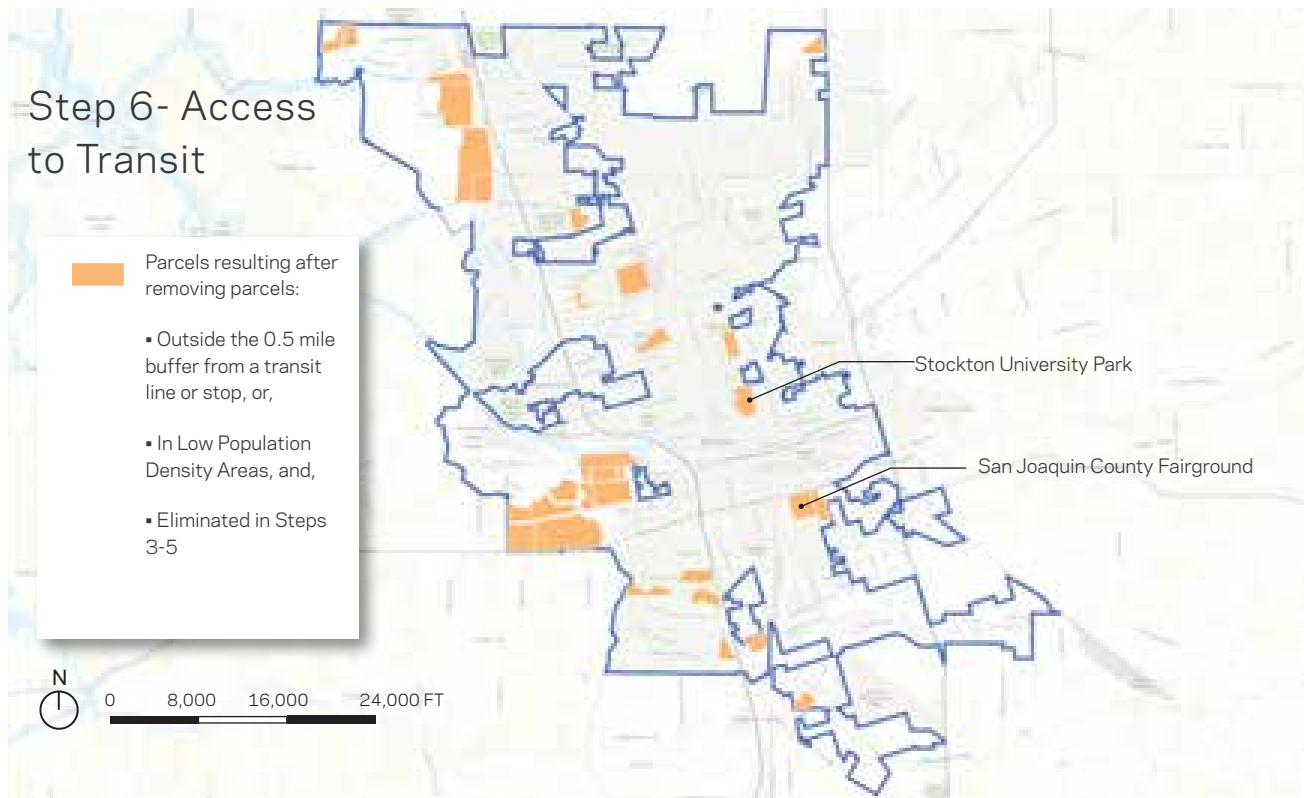 Step 6- Access
to Transit
Parcels resulting after
removing parcels:
▪ Outside the 0.5 mile
buffer from a transit
line or stop, or,
▪ In Low Population
Density Areas, and,
▪ Eliminated in Steps
3-5
Stockton University Park
San Joaquin County Fairground
N
0 8,000 16,000 24,000 FT